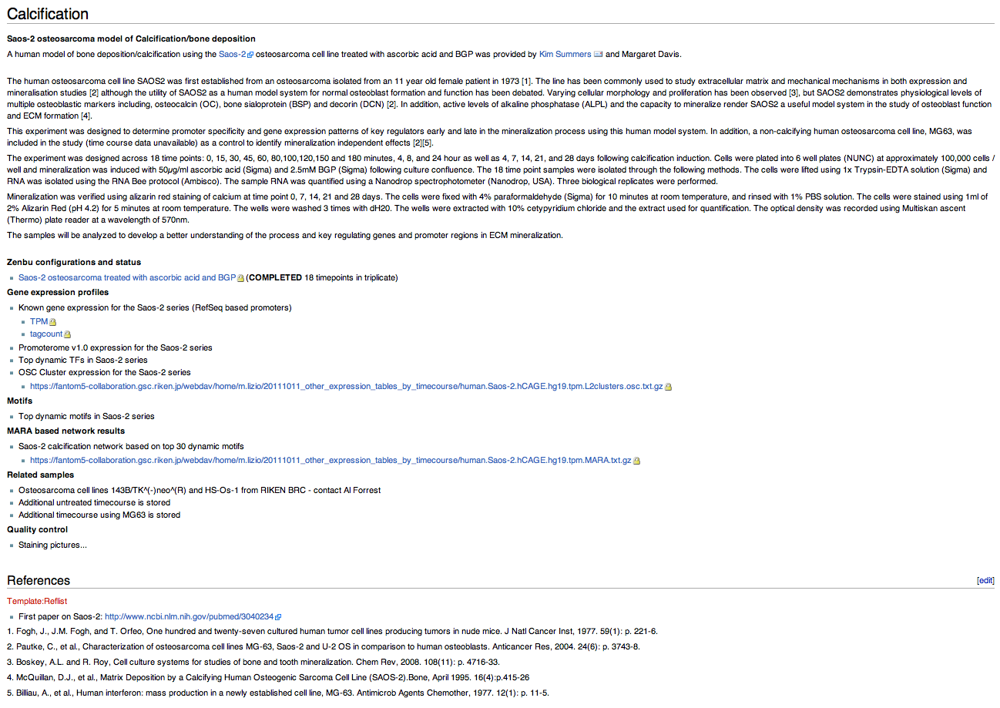 Calcification
Saos-2 osteosarcoma model of Calcification/bone deposition
A human model of bone deposition/calcification using the Saos-2 osteosarcoma cell line treated with ascorbic acid and BGP was provided by Kim Summers and Margaret Davis.
The human osteosarcoma cell line SAOS2 was first established from an osteosarcoma isolated from an 11 year old female patient in 1973 [1]. The line has been commonly used to study extracellular matrix and mechanical mechanisms in both expression and
mineralisation studies [2] although the utility of SAOS2 as a human model system for normal osteoblast formation and function has been debated. Varying cellular morphology and proliferation has been observed [3], but SAOS2 demonstrates physiological levels of
multiple osteoblastic markers including, osteocalcin (OC), bone sialoprotein (BSP) and decorin (DCN) [2]. In addition, active levels of alkaline phosphatase (ALPL) and the capacity to mineralize render SAOS2 a useful model system in the study of osteoblast function
and ECM formation [4].
This experiment was designed to determine promoter specificity and gene expression patterns of key regulators early and late in the mineralization process using this human model system. In addition, a non-calcifying human osteosarcoma cell line, MG63, was
included in the study (time course data unavailable) as a control to identify mineralization independent effects [2][5].
The experiment was designed across 18 time points: 0, 15, 30, 45, 60, 80,100,120,150 and 180 minutes, 4, 8, and 24 hour as well as 4, 7, 14, 21, and 28 days following calcification induction. Cells were plated into 6 well plates (NUNC) at approximately 100,000 cells /
well and mineralization was induced with 50µg/ml ascorbic acid (Sigma) and 2.5mM BGP (Sigma) following culture confluence. The 18 time point samples were isolated through the following methods. The cells were lifted using 1x Trypsin-EDTA solution (Sigma) and
RNA was isolated using the RNA Bee protocol (Ambisco). The sample RNA was quantified using a Nanodrop spectrophotometer (Nanodrop, USA). Three biological replicates were performed.
Mineralization was verified using alizarin red staining of calcium at time point 0, 7, 14, 21 and 28 days. The cells were fixed with 4% paraformaldehyde (Sigma) for 10 minutes at room temperature, and rinsed with 1% PBS solution. The cells were stained using 1ml of
2% Alizarin Red (pH 4.2) for 5 minutes at room temperature. The wells were washed 3 times with dH20. The wells were extracted with 10% cetypyridium chloride and the extract used for quantification. The optical density was recorded using Multiskan ascent
(Thermo) plate reader at a wavelength of 570nm.
The samples will be analyzed to develop a better understanding of the process and key regulating genes and promoter regions in ECM mineralization.
Zenbu configurations and status
Saos-2 osteosarcoma treated with ascorbic acid and BGP (COMPLETED 18 timepoints in triplicate)
Gene expression profiles
Known gene expression for the Saos-2 series (RefSeq based promoters)
TPM
tagcount
Promoterome v1.0 expression for the Saos-2 series
Top dynamic TFs in Saos-2 series
OSC Cluster expression for the Saos-2 series
https://fantom5-collaboration.gsc.riken.jp/webdav/home/m.lizio/20111011_other_expression_tables_by_timecourse/human.Saos-2.hCAGE.hg19.tpm.L2clusters.osc.txt.gz
Motifs
Top dynamic motifs in Saos-2 series
MARA based network results
Saos-2 calcification network based on top 30 dynamic motifs
https://fantom5-collaboration.gsc.riken.jp/webdav/home/m.lizio/20111011_other_expression_tables_by_timecourse/human.Saos-2.hCAGE.hg19.tpm.MARA.txt.gz
Related samples
Osteosarcoma cell lines 143B/TK^(-)neo^(R) and HS-Os-1 from RIKEN BRC - contact Al Forrest
Additional untreated timecourse is stored
Additional timecourse using MG63 is stored
Quality control
Staining pictures...
References [edit]
Template:Reflist
First paper on Saos-2: http://www.ncbi.nlm.nih.gov/pubmed/3040234
1. Fogh, J., J.M. Fogh, and T. Orfeo, One hundred and twenty-seven cultured human tumor cell lines producing tumors in nude mice. J Natl Cancer Inst, 1977. 59(1): p. 221-6.
2. Pautke, C., et al., Characterization of osteosarcoma cell lines MG-63, Saos-2 and U-2 OS in comparison to human osteoblasts. Anticancer Res, 2004. 24(6): p. 3743-8.
3. Boskey, A.L. and R. Roy, Cell culture systems for studies of bone and tooth mineralization. Chem Rev, 2008. 108(11): p. 4716-33.
4. McQuillan, D.J., et al., Matrix Deposition by a Calcifying Human Osteogenic Sarcoma Cell Line (SAOS-2).Bone, April 1995. 16(4):p.415-26
5. Billiau, A., et al., Human interferon: mass production in a newly established cell line, MG-63. Antimicrob Agents Chemother, 1977. 12(1): p. 11-5.